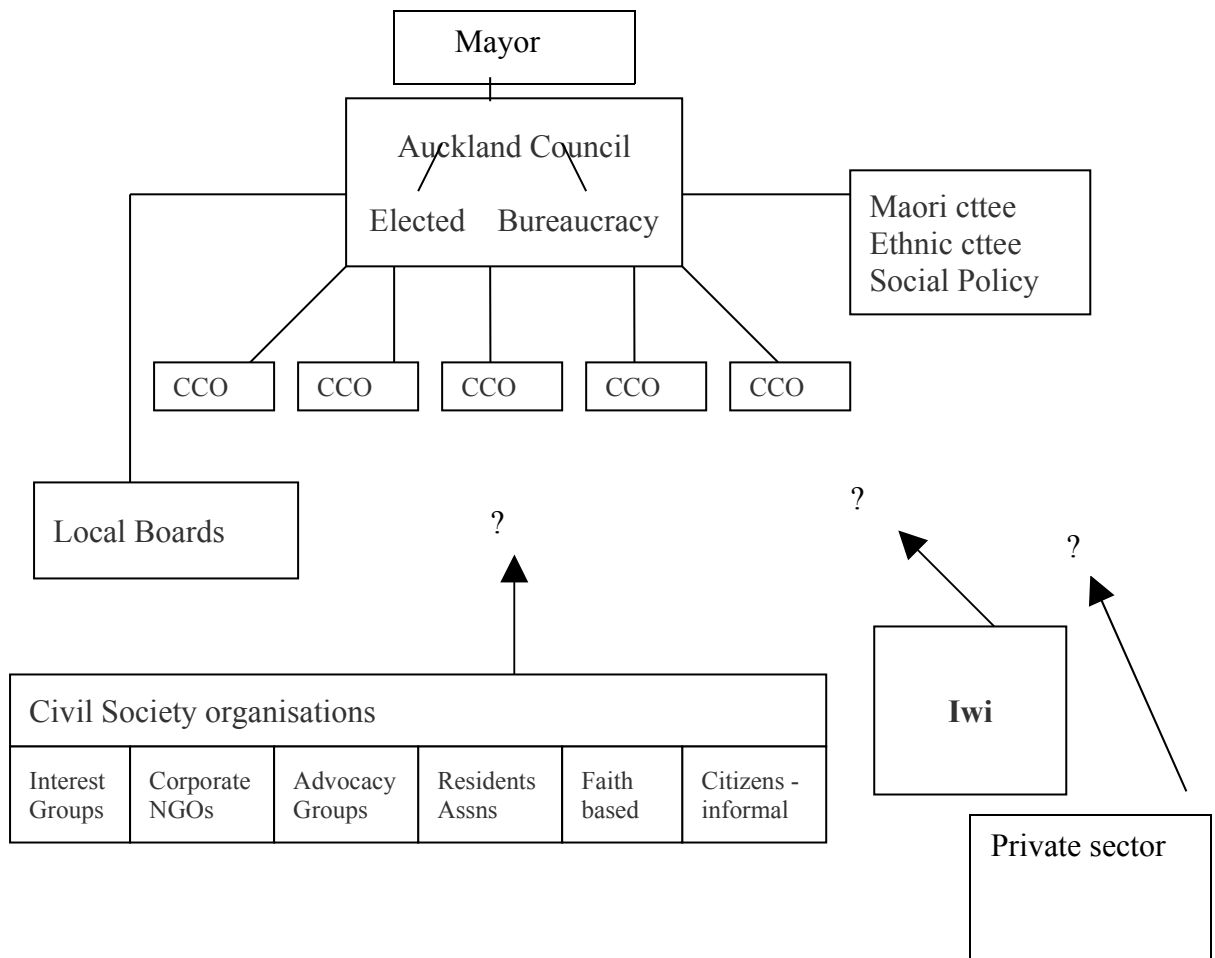 Mayor
Auckland Council
Elected Bureaucracy
Maori cttee
Ethnic cttee
Social Policy
CCO CCO CCO CCO CCO
Local Boards
?
?
?
Civil Society organisations
Interest
Groups
Corporate
NGOs
Advocacy
Groups
Residents
Assns
Faith
based
Citizens -
informal
Iwi
Private sector